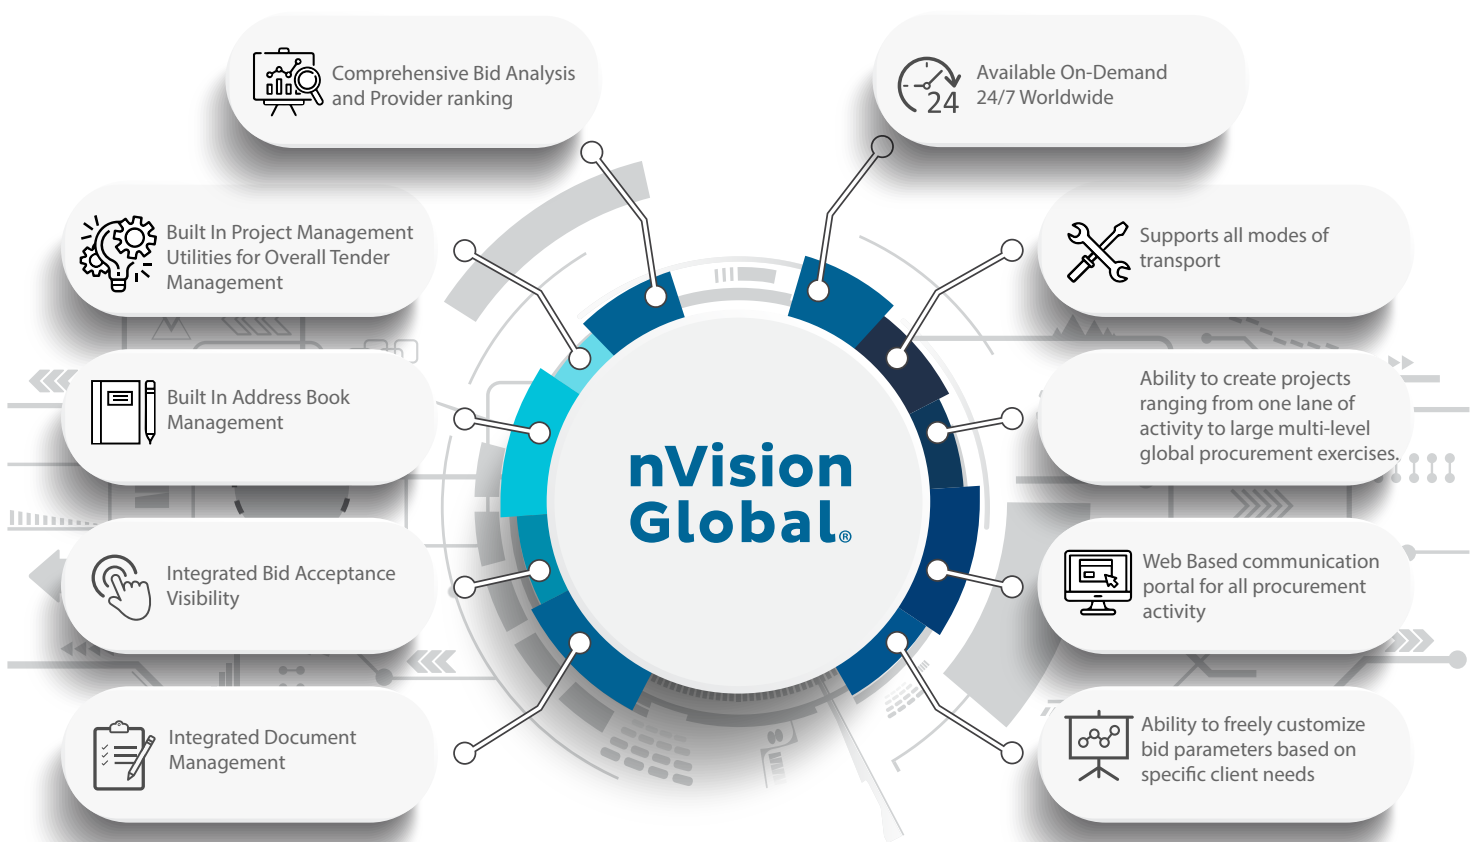 Comprehensive Bid Analysis
and Provider ranking
Built In Project Management
Utilities for Overall Tender
Management
Built In Address Book
Management
Integrated Bid Acceptance
Visibility
Integrated Document
Management
nVision
Global®
24
Available On-Demand
24/7 Worldwide
Supports all modes of
transport
Ability to create projects
ranging from one lane of
activity to large multi-level
global procurement exercises.
Web Based communication
portal for all procurement
activity
Ability to freely customize
bid parameters based on
specific client needs